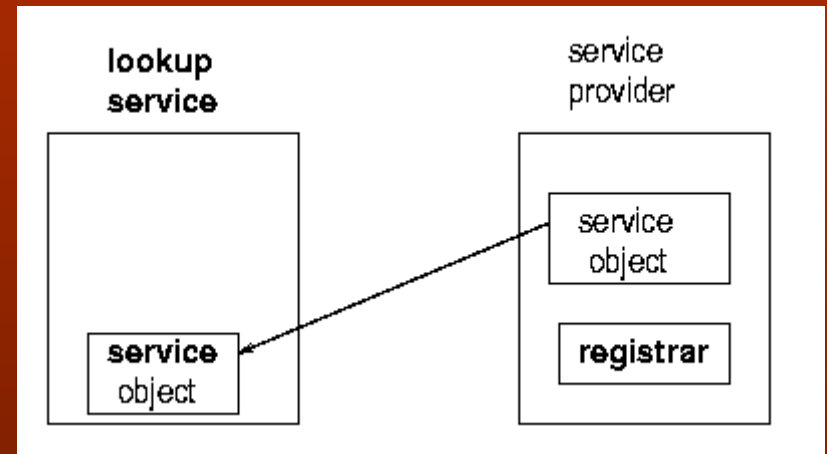 lookup
service
service
provider
service
object
registrar
service
object